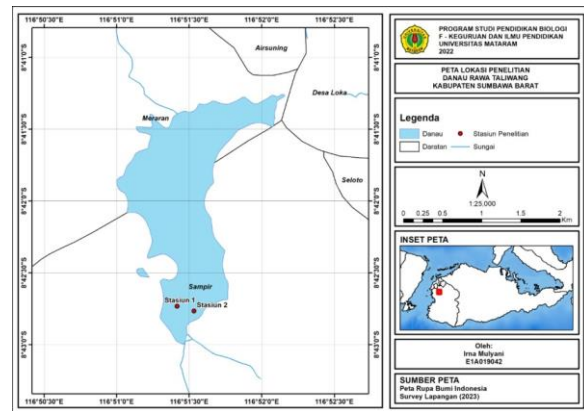 116°50'30"E 116°51'0"E 116°51'30"E 116°52'0"E 116°52'30"E
8°41'0"S
8°41'30"S
8°42'0"S
8°42'30"S
8°43'0"S
Airsuning
Desa Loka
Meraran
Seloto
Sampir
Stasiun 1
Stasiun 2
8°41'0"S
8°41'30"S
8°42'0"S
8°42'30"S
8°43'0"S
116°50'30"E 116°51'0"E 116°51'30"E 116°52'0"E 116°52'30"E
PROGRAM STUDI PENDIDIKAN BIOLOGI
F - KEGURUAN DAN ILMU PENDIDIKAN
UNIVERSITAS MATARAM
2022
PETA LOKASI PENELITIAN
DANAU RAWA TALIWANG
KABUPATEN SUMBAWA BARAT
Legenda
Danau Stasiun Penelitian
Daratan Sungai
N
1:25,000
0 0.25 0.5 1 1.5 2
Km
INSET PETA
Oleh:
Irna Mulyani
E1A019042
SUMBER PETA
Peta Rupa Bumi Indonesia
Survey Lapangan (2023)